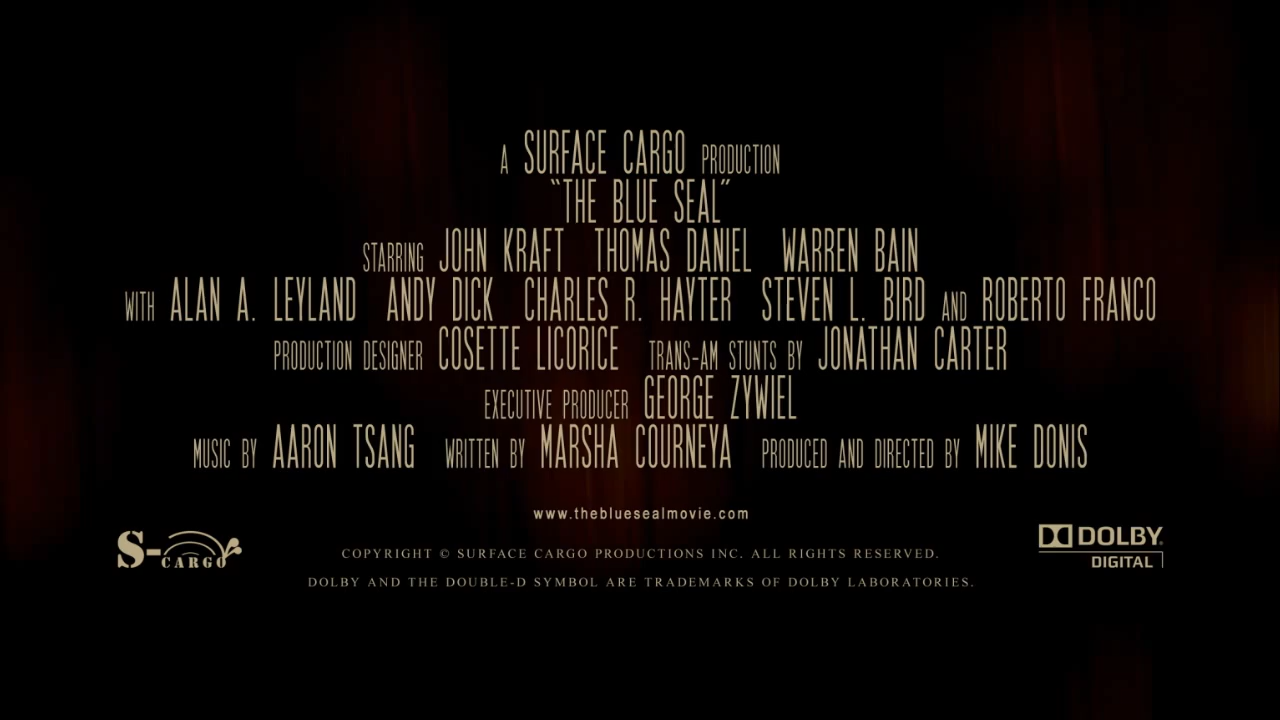 A SURFACE CARGO PRODUCTION
"THE BLUE SEAL"
STARRING JOHN KRAFT THOMAS DANIEL WARREN BAIN
WITH ALAN A. LEYLAND ANDY DICK CHARLES R. HAYTER STEVEN L. BIRD AND ROBERTO FRANCO
PRODUCTION DESIGNER COSETTE LICORICE TRANS-AM STUNTS BY JONATHAN CARTER
EXECUTIVE PRODUCER GEORGE ZYWIEL
MUSIC BY AARON TSANG WRITTEN BY MARSHA COURNEYA PRODUCED AND DIRECTED BY MIKE DONIS
www.thebluesealmovie.com
S-CARGO
COPYRIGHT © SURFACE CARGO PRODUCTIONS INC. ALL RIGHTS RESERVED.
DOLBY AND THE DOUBLE-D SYMBOL ARE TRADEMARKS OF DOLBY LABORATORIES.
DOLBY®
DIGITAL